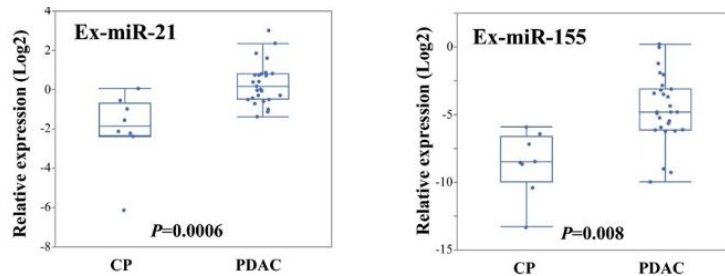 Ex-miR-21
Relative expression (Log2)
4
2
0
-2
-4
-6
-8
P=0.0006
CP
PDAC
Ex-miR-155
Relative expression (Log2)
0
-5
-10
-15
P=0.008
CP
PDAC